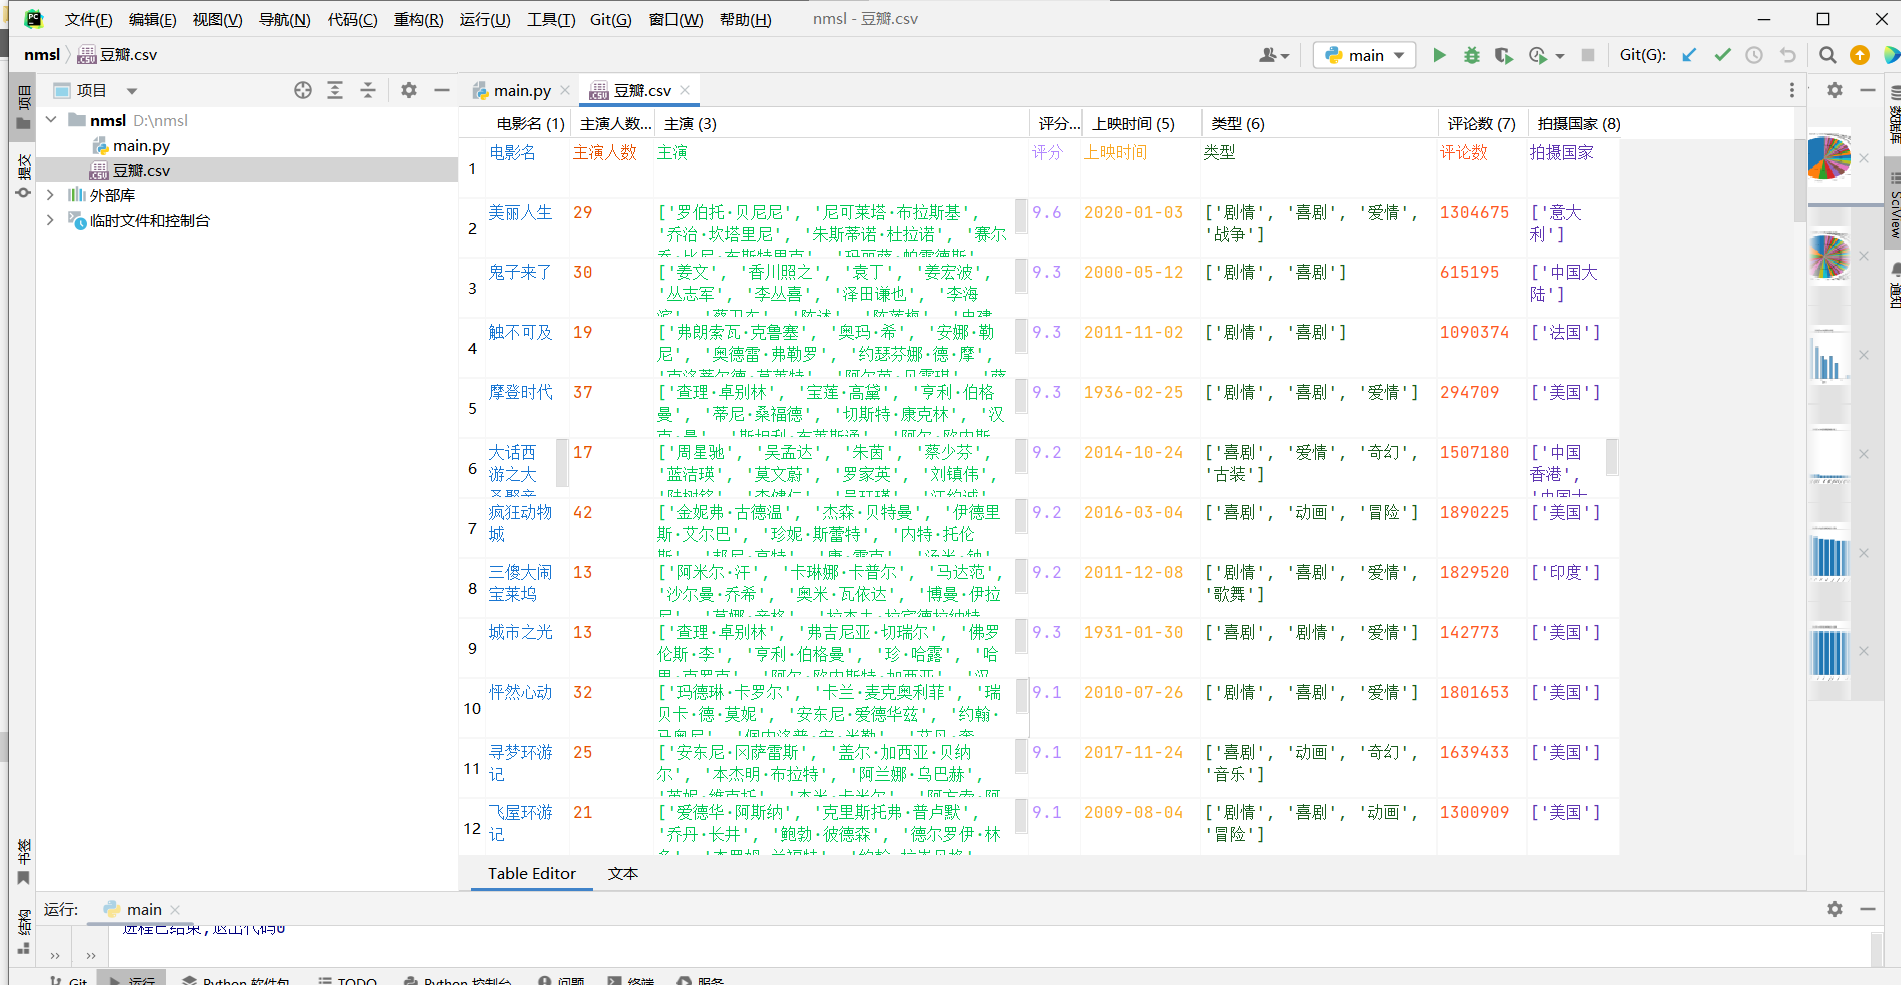 文件(F) 编辑(E) 视图(V) 导航(N) 代码(C) 重构(R) 运行(U) 工具(T) Git(G) 窗口(W) 帮助(H) nmsl - 豆瓣.csv
nmsl 豆瓣.csv main Git(G):
项目 main.py 豆瓣.csv
nmsl D:\nmsl
main.py
豆瓣.csv
外部库
临时文件和控制台
项目
提交
书签
结构
数据库
SciView
通知
电影名 (1) 主演人数... 主演 (3) 评分... 上映时间 (5) 类型 (6) 评论数 (7) 拍摄国家 (8)
1 电影名 主演人数 主演 评分 上映时间 类型 评论数 拍摄国家
2 美丽人生 29 ['罗伯托·贝尼尼', '尼可莱塔·布拉斯基', 9.6 2020-01-03 ['剧情', '喜剧', '爱情', 1304675 ['意大
'乔治·坎塔里尼', '朱斯蒂诺·杜拉诺', '赛尔 '战争'] 利']
3 鬼子来了 30 ['姜文', '香川照之', '袁丁', '姜宏波', 9.3 2000-05-12 ['剧情', '喜剧'] 615195 ['中国大
'丛志军', '李丛喜', '泽田谦也', '李海 陆']
4 触不可及 19 ['弗朗索瓦·克鲁塞', '奥玛·希', '安娜·勒 9.3 2011-11-02 ['剧情', '喜剧'] 1090374 ['法国']
尼', '奥德雷·弗勒罗', '约瑟芬娜·德·摩',
5 摩登时代 37 ['查理·卓别林', '宝莲·高黛', '亨利·伯格 9.3 1936-02-25 ['剧情', '喜剧', '爱情'] 294709 ['美国']
曼', '蒂尼·桑福德', '切斯特·康克林', '汉
6 大话西 17 ['周星驰', '吴孟达', '朱茵', '蔡少芬', 9.2 2014-10-24 ['喜剧', '爱情', '奇幻', 1507180 ['中国
游之大 '蓝洁瑛', '莫文蔚', '罗家英', '刘镇伟', '古装'] 香港',
7 疯狂动物 42 ['金妮弗·古德温', '杰森·贝特曼', '伊德里 9.2 2016-03-04 ['喜剧', '动画', '冒险'] 1890225 ['美国']
城 斯·艾尔巴', '珍妮·斯蕾特', '内特·托伦
8 三傻大闹 13 ['阿米尔·汗', '卡琳娜·卡普尔', '马达范', 9.2 2011-12-08 ['剧情', '喜剧', '爱情', 1829520 ['印度']
宝莱坞 '沙尔曼·乔希', '奥米·瓦依达', '博曼·伊拉 '歌舞']
9 城市之光 13 ['查理·卓别林', '弗吉尼亚·切瑞尔', '佛罗 9.3 1931-01-30 ['喜剧', '剧情', '爱情'] 142773 ['美国']
伦斯·李', '亨利·伯格曼', '珍·哈露', '哈
10 怦然心动 32 ['玛德琳·卡罗尔', '卡兰·麦克奥利菲', '瑞 9.1 2010-07-26 ['剧情', '喜剧', '爱情'] 1801653 ['美国']
贝卡·德·莫妮', '安东尼·爱德华兹', '约翰·
11 寻梦环游 25 ['安东尼·冈萨雷斯', '盖尔·加西亚·贝纳 9.1 2017-11-24 ['喜剧', '动画', '奇幻', 1639433 ['美国']
记 尔', '本杰明·布拉特', '阿兰娜·乌巴赫', '音乐']
12 飞屋环游 21 ['爱德华·阿斯纳', '克里斯托弗·普卢默', 9.1 2009-08-04 ['剧情', '喜剧', '动画', 1300909 ['美国']
记 '乔丹·长井', '鲍勃·彼德森', '德尔罗伊·林 '冒险']
Table Editor 文本
运行: main
进程已结束,退出代码0
Git 运行 Python 软件包 TODO Python 控制台 问题 终端 服务